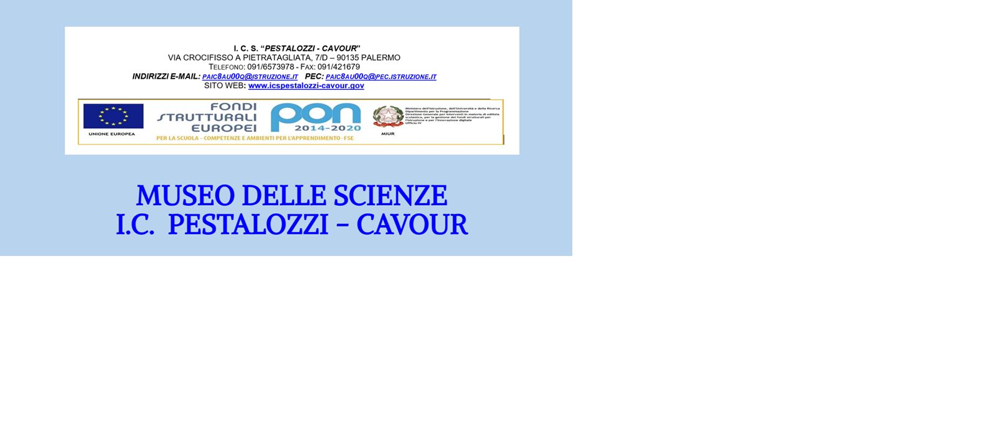 I. C. S. “PESTALOZZI - CAVOUR”
VIA CROCIFISSO A PIETRATAGLIATA, 7/D – 90135 PALERMO
TELEFONO: 091/6573978 - FAX: 091/421679
INDIRIZZI E-MAIL: PAIC8AU00Q@ISTRUZIONE.IT PEC: PAIC8AU00Q@PEC.ISTRUZIONE.IT
SITO WEB: www.icspestalozzi-cavour.gov
UNIONE EUROPEA
FONDI
STRUTTURALI
EUROPEI
pon
2014-2020
PER LA SCUOLA - COMPETENZE E AMBIENTI PER L'APPRENDIMENTO-FSE
MIUR
Ministero dell'Istruzione, dell'Università e della Ricerca
Dipartimento per la Programmazione
Direzione Generale per interventi in materia di edilizia
scolastica, per la gestione dei fondi strutturali per
l'istruzione e per l'innovazione digitale
Ufficio IV
MUSEO DELLE SCIENZE
I.C. PESTALOZZI – CAVOUR